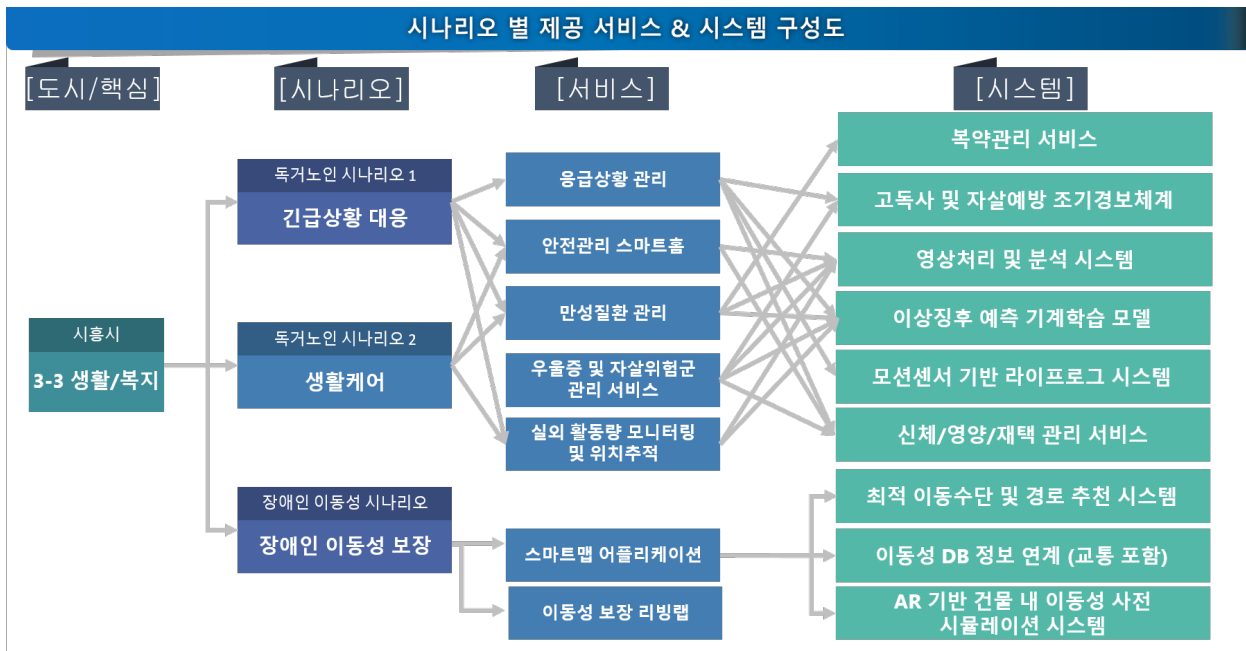 시나리오 별 제공 서비스 & 시스템 구성도
[도시/핵심]
[시나리오]
[서비스]
[시스템]
시흥시
3-3 생활/복지
독거노인 시나리오 1
긴급상황 대응
독거노인 시나리오 2
생활케어
장애인 이동성 시나리오
장애인 이동성 보장
응급상황 관리
안전관리 스마트홈
만성질환 관리
우울증 및 자살위험군
관리 서비스
실외 활동량 모니터링
및 위치추적
스마트맵 어플리케이션
이동성 보장 리빙랩
복약관리 서비스
고독사 및 자살예방 조기경보체계
영상처리 및 분석 시스템
이상징후 예측 기계학습 모델
모션센서 기반 라이프로그 시스템
신체/영양/재택 관리 서비스
최적 이동수단 및 경로 추천 시스템
이동성 DB 정보 연계 (교통 포함)
AR 기반 건물 내 이동성 사전
시뮬레이션 시스템